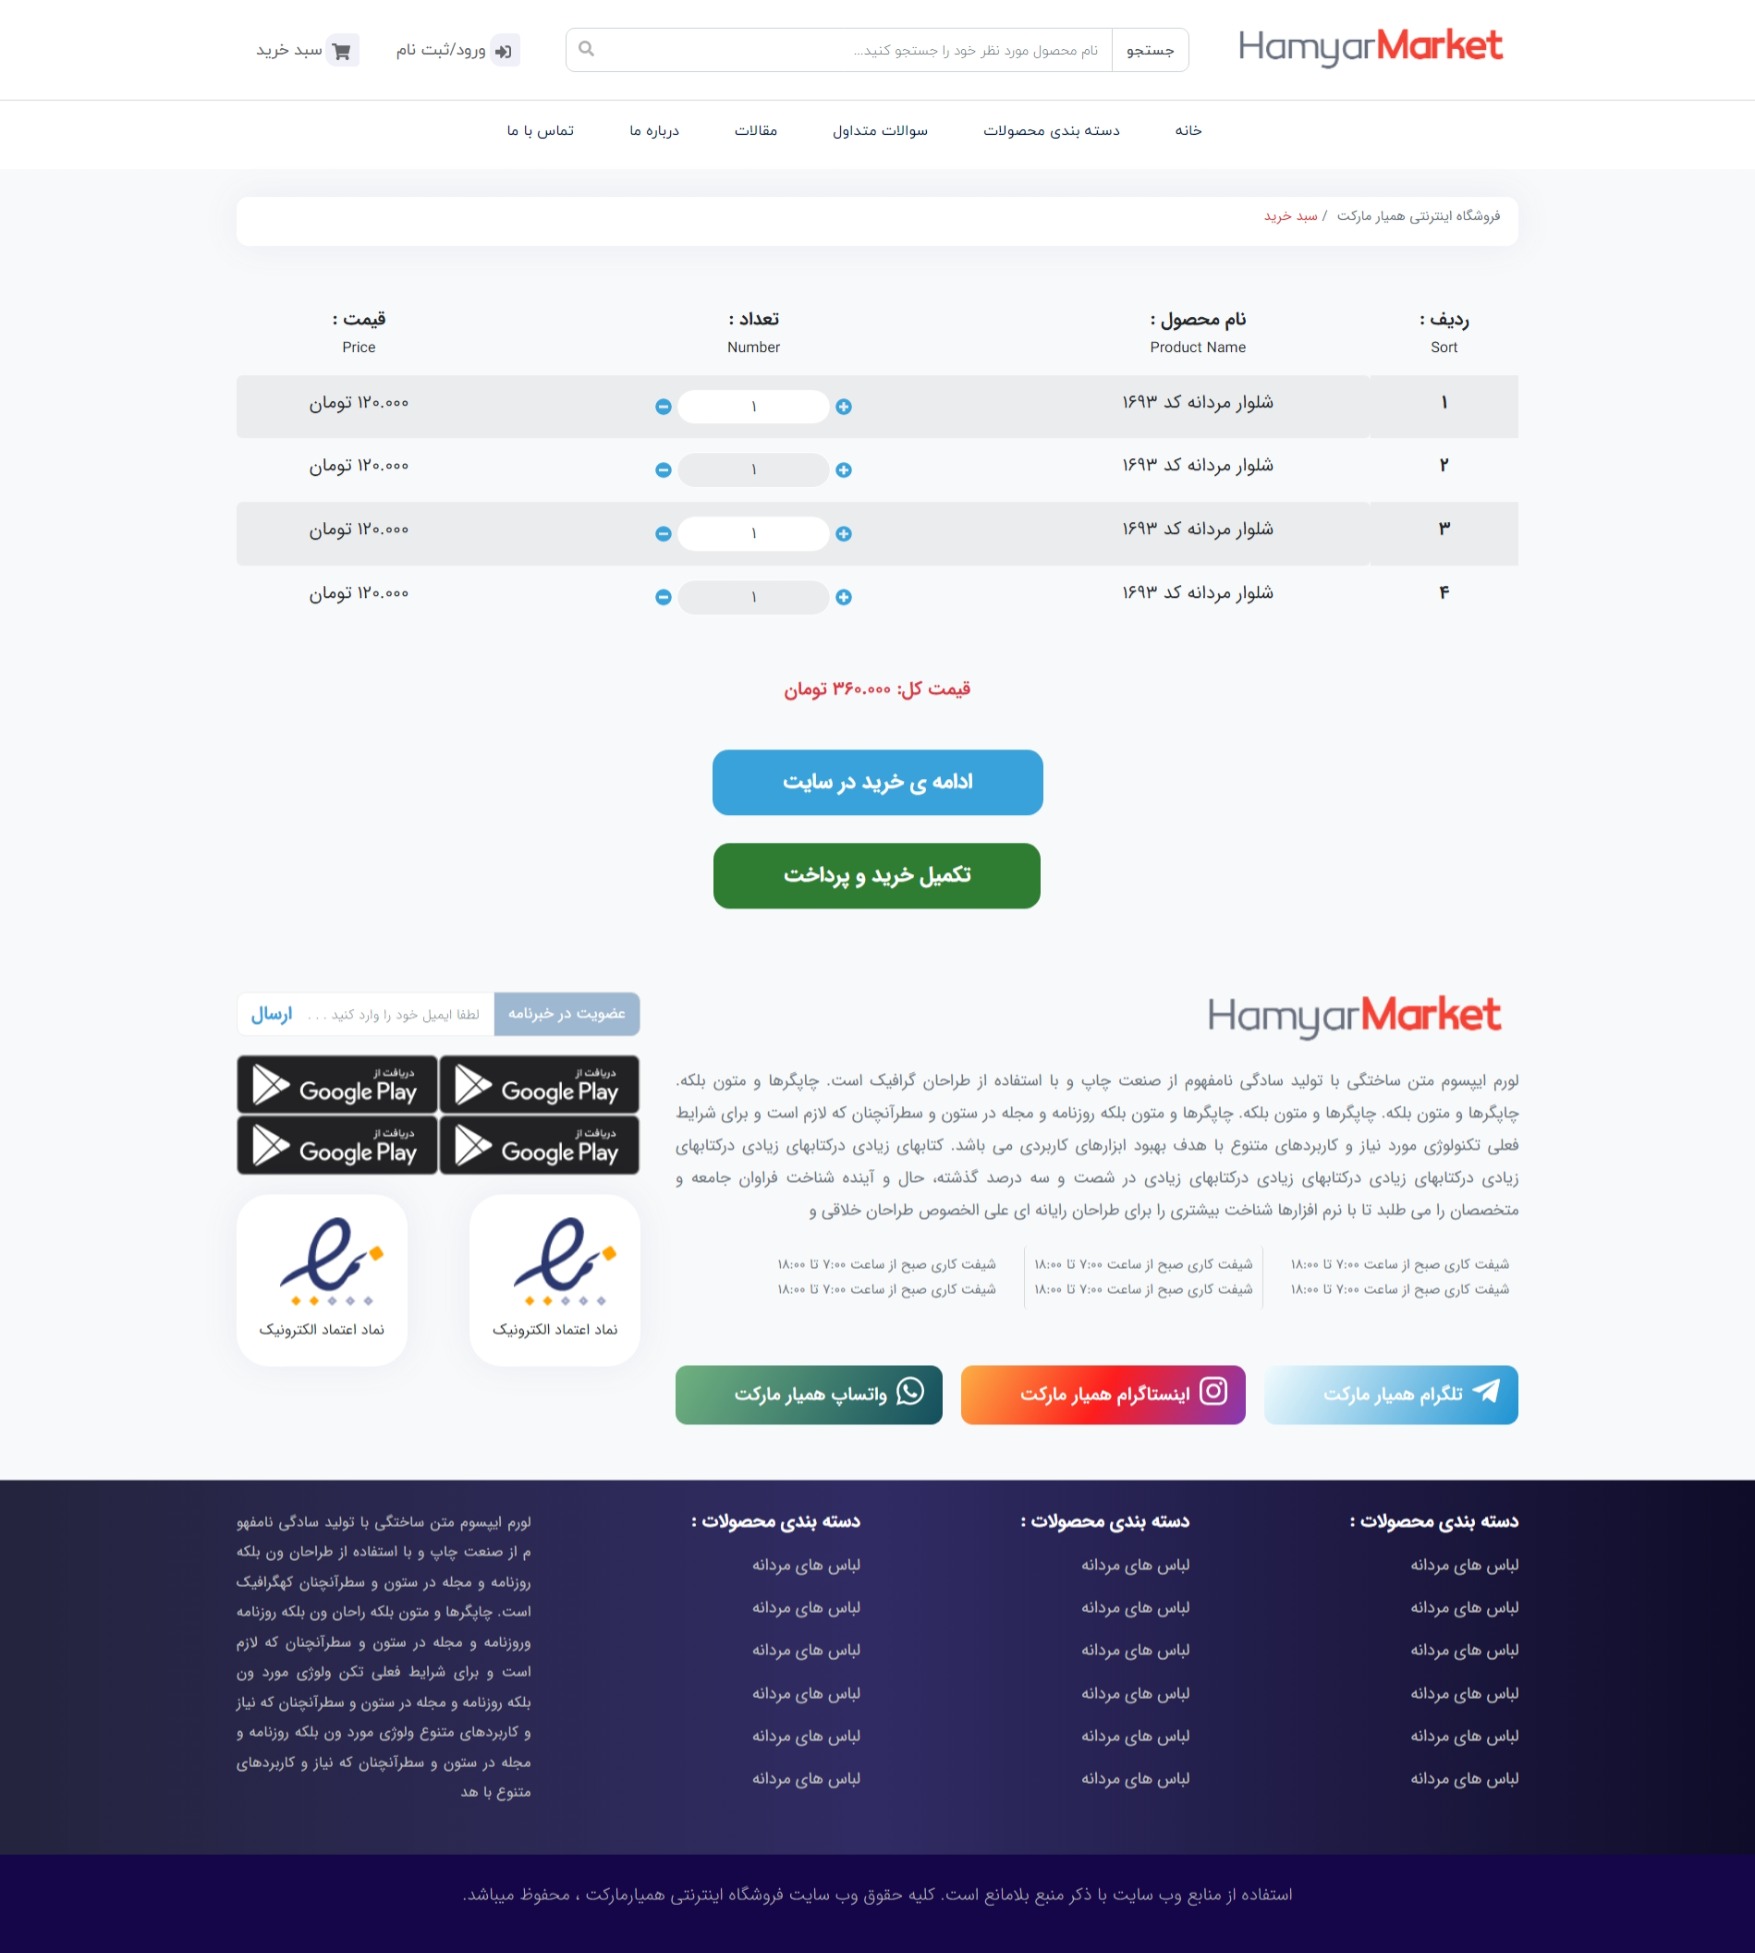 HamyarMarket
جستجو
نام محصول مورد نظر خود را جستجو کنید...
ورود/ثبت نام
سبد خرید
خانه
دسته بندی محصولات
سوالات متداول
مقالات
درباره ما
تماس با ما
فروشگاه اینترنتی همیار مارکت / سبد خرید
ردیف :
Sort
نام محصول :
Product Name
تعداد :
Number
قیمت :
Price
۱
شلوار مردانه کد ۱۶۹۳
۱
۱۲۰.۰۰۰ تومان
۲
شلوار مردانه کد ۱۶۹۳
۱
۱۲۰.۰۰۰ تومان
۳
شلوار مردانه کد ۱۶۹۳
۱
۱۲۰.۰۰۰ تومان
۴
شلوار مردانه کد ۱۶۹۳
۱
۱۲۰.۰۰۰ تومان
قیمت کل: ۳۶۰.۰۰۰ تومان
ادامه ی خرید در سایت
تکمیل خرید و پرداخت
HamyarMarket
لورم ایپسوم متن ساختگی با تولید سادگی نامفهوم از صنعت چاپ و با استفاده از طراحان گرافیک است. چاپگرها و متون بلکه.
چاپگرها و متون بلکه. چاپگرها و متون بلکه. چاپگرها و متون بلکه روزنامه و مجله در ستون و سطرآنچنان که لازم است و برای شرایط
فعلی تکنولوژی مورد نیاز و کاربردهای متنوع با هدف بهبود ابزارهای کاربردی می باشد. کتابهای زیادی درکتابهای زیادی درکتابهای
زیادی درکتابهای زیادی درکتابهای زیادی درکتابهای زیادی در شصت و سه درصد گذشته، حال و آینده شناخت فراوان جامعه و
متخصصان را می طلبد تا با نرم افزارها شناخت بیشتری را برای طراحان رایانه ای علی الخصوص طراحان خلاقی و
شیفت کاری صبح از ساعت ۷:۰۰ تا ۱۸:۰۰
شیفت کاری صبح از ساعت ۷:۰۰ تا ۱۸:۰۰
شیفت کاری صبح از ساعت ۷:۰۰ تا ۱۸:۰۰
شیفت کاری صبح از ساعت ۷:۰۰ تا ۱۸:۰۰
شیفت کاری صبح از ساعت ۷:۰۰ تا ۱۸:۰۰
شیفت کاری صبح از ساعت ۷:۰۰ تا ۱۸:۰۰
تلگرام همیار مارکت
اینستاگرام همیار مارکت
واتساپ همیار مارکت
عضویت در خبرنامه
لطفا ایمیل خود را وارد کنید . . .
ارسال
دریافت از
Google Play
دریافت از
Google Play
دریافت از
Google Play
دریافت از
Google Play
نماد اعتماد الکترونیک
نماد اعتماد الکترونیک
دسته بندی محصولات :
لباس های مردانه
لباس های مردانه
لباس های مردانه
لباس های مردانه
لباس های مردانه
لباس های مردانه
دسته بندی محصولات :
لباس های مردانه
لباس های مردانه
لباس های مردانه
لباس های مردانه
لباس های مردانه
لباس های مردانه
دسته بندی محصولات :
لباس های مردانه
لباس های مردانه
لباس های مردانه
لباس های مردانه
لباس های مردانه
لباس های مردانه
لورم ایپسوم متن ساختگی با تولید سادگی نامفهو
م از صنعت چاپ و با استفاده از طراحان ون بلکه
روزنامه و مجله در ستون و سطرآنچنان کهگرافیک
است. چاپگرها و متون بلکه راحان ون بلکه روزنامه
وروزنامه و مجله در ستون و سطرآنچنان که لازم
است و برای شرایط فعلی تکن ولوژی مورد ون
بلکه روزنامه و مجله در ستون و سطرآنچنان که نیاز
و کاربردهای متنوع ولوژی مورد ون بلکه روزنامه و
مجله در ستون و سطرآنچنان که نیاز و کاربردهای
متنوع با هد
استفاده از منابع وب سایت با ذکر منبع بلامانع است. کلیه حقوق وب سایت فروشگاه اینترنتی همیارمارکت ، محفوظ میباشد.